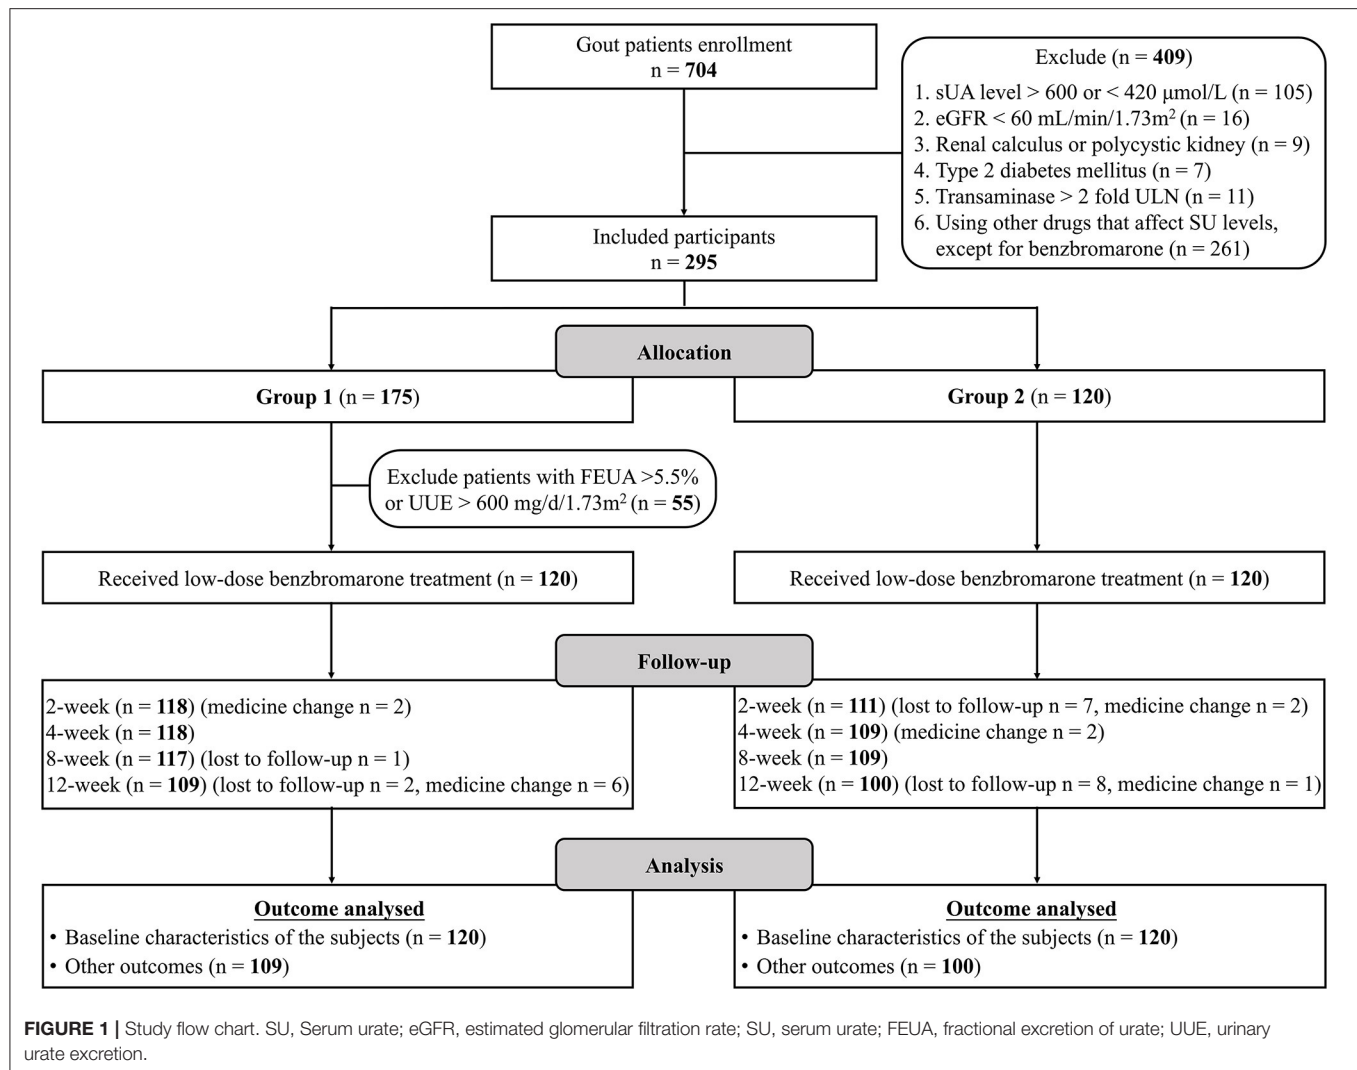 Gout patients enrollment
n = 704
Exclude (n = 409)
1. sUA level > 600 or < 420 μmol/L (n = 105)
2. eGFR < 60 mL/min/1.73m² (n = 16)
3. Renal calculus or polycystic kidney (n = 9)
4. Type 2 diabetes mellitus (n = 7)
5. Transaminase > 2 fold ULN (n = 11)
6. Using other drugs that affect SU levels,
except for benzbromarone (n = 261)
Included participants
n = 295
Allocation
Group 1 (n = 175)
Group 2 (n = 120)
Exclude patients with FEUA >5.5%
or UUE > 600 mg/d/1.73m² (n = 55)
Received low-dose benzbromarone treatment (n = 120)
Received low-dose benzbromarone treatment (n = 120)
Follow-up
2-week (n = 118) (medicine change n = 2)
4-week (n = 118)
8-week (n = 117) (lost to follow-up n = 1)
12-week (n = 109) (lost to follow-up n = 2, medicine change n = 6)
2-week (n = 111) (lost to follow-up n = 7, medicine change n = 2)
4-week (n = 109) (medicine change n = 2)
8-week (n = 109)
12-week (n = 100) (lost to follow-up n = 8, medicine change n = 1)
Analysis
Outcome analysed
• Baseline characteristics of the subjects (n = 120)
• Other outcomes (n = 109)
Outcome analysed
• Baseline characteristics of the subjects (n = 120)
• Other outcomes (n = 100)
FIGURE 1 | Study flow chart. SU, Serum urate; eGFR, estimated glomerular filtration rate; SU, serum urate; FEUA, fractional excretion of urate; UUE, urinary
urate excretion.